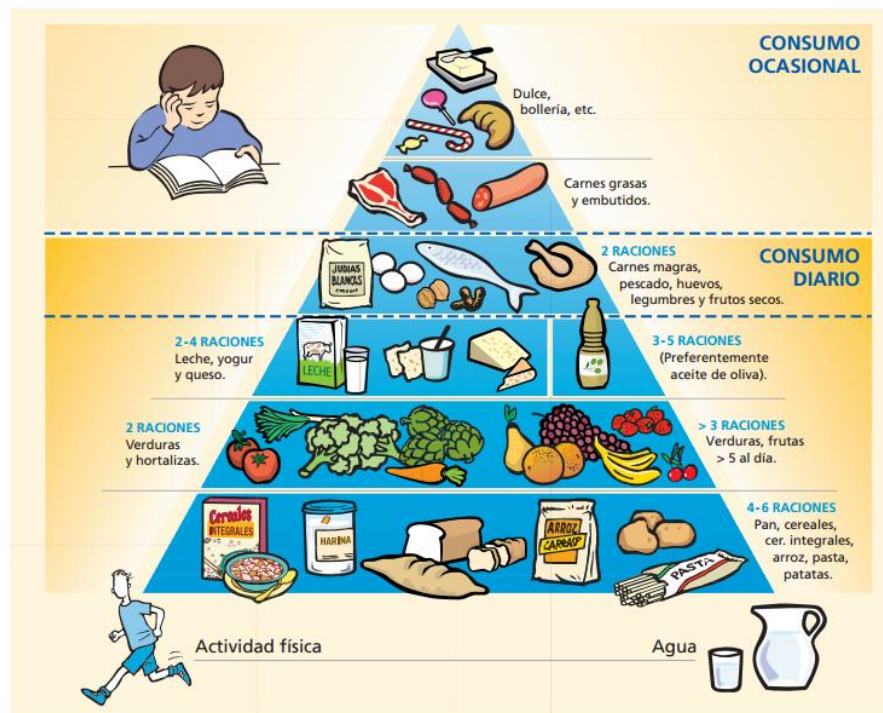 CONSUMO
OCASIONAL
Dulce,
bollería, etc.
Carnes grasas
y embutidos.
CONSUMO
DIARIO
2 RACIONES
Carnes magras,
pescado, huevos,
legumbres y frutos secos.
JUDIAS
BLANCAS
2-4 RACIONES
Leche, yogur
y queso.
LECHE
3-5 RACIONES
(Preferentemente
aceite de oliva).
2 RACIONES
Verduras
y hortalizas.
> 3 RACIONES
Verduras, frutas
> 5 al día.
4-6 RACIONES
Pan, cereales,
cer. integrales,
arroz, pasta,
patatas.
Cereales
INTEGRALES
HARINA
ARROZ
PASTA
Actividad física
Agua